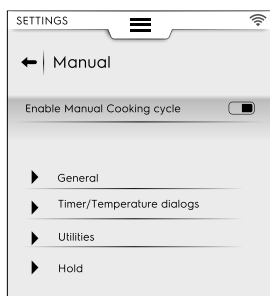 SETTINGS
Manual
Enable Manual Cooking cycle
General
Timer/Temperature dialogs
Utilities
Hold